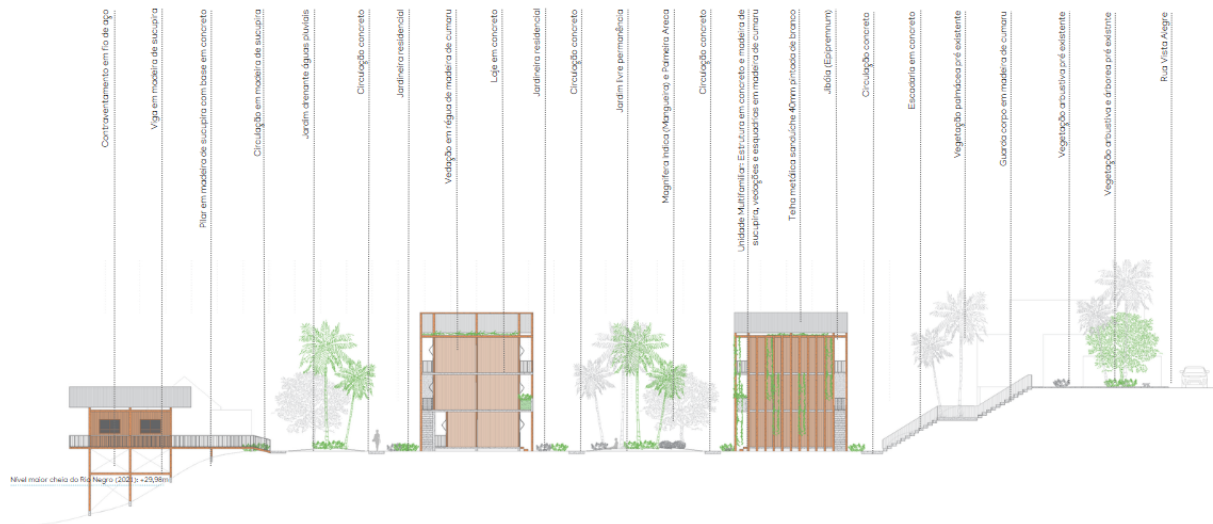 Contraventamento em fio de aço
Viga em madeira de sucupira
Pilar em madeira de sucupira com base em concreto
Circulação em madeira de sucupira
Jardim drenante águas pluviais
Circulação concreto
Jardineira residencial
Vedação em régua de madeira de cumaru
Laje em concreto
Jardineira residencial
Circulação concreto
Jardim livre permanência
Magnífera Indica (Mangueira) e Palmeira Areca
Circulação concreto
Unidade Multifamiliar: Estrutura em concreto e madeira de
sucupira, vedações e esquadrias em madeira de cumaru
Telha metálica sanduíche 40mm pintada de branco
Jibóia (Epipremnum)
Circulação concreto
Escadaria em concreto
Vegetação palmácea pré existente
Guarda corpo em madeira de cumaru
Vegetação arbustiva pré existente
Vegetação arbustiva e árborea pré existnte
Rua Vista Alegre
Nível maior cheia do Rio Negro (2021): +29,98m